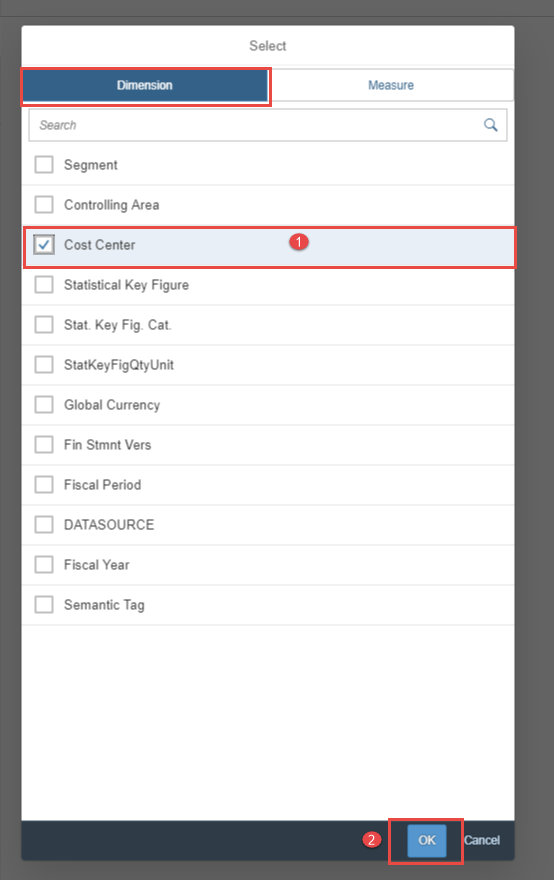 Select
Dimension Measure
Search
Segment
Controlling Area
Cost Center 1
Statistical Key Figure
Stat. Key Fig. Cat.
StatKeyFigQtyUnit
Global Currency
Fin Stmnt Vers
Fiscal Period
DATASOURCE
Fiscal Year
Semantic Tag
2 OK Cancel